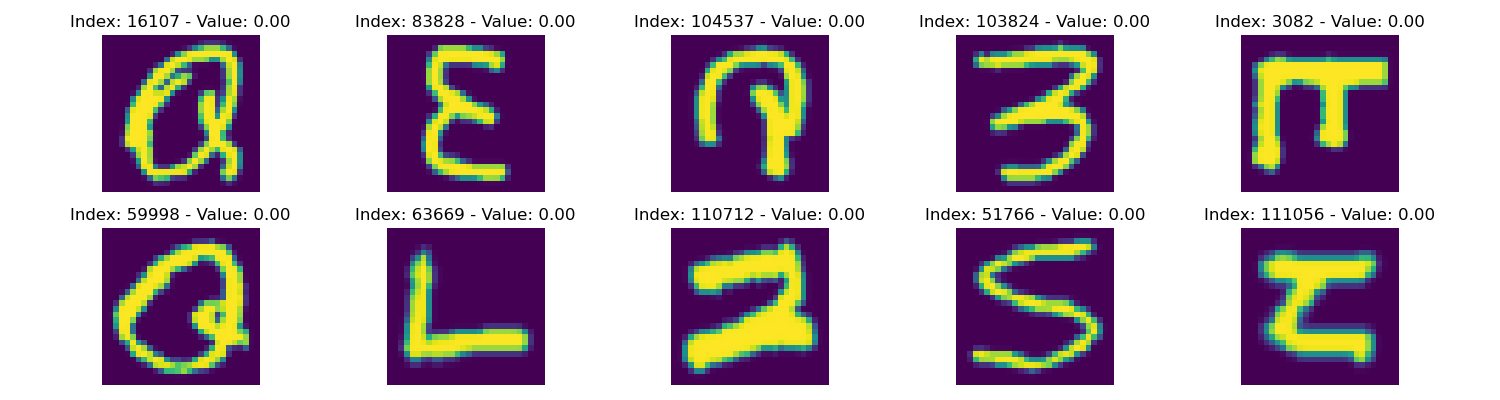 Index: 16107 - Value: 0.00 Index: 83828 - Value: 0.00 Index: 104537 - Value: 0.00 Index: 103824 - Value: 0.00 Index: 3082 - Value: 0.00
a Ɛ 3
Index: 59998 - Value: 0.00 Index: 63669 - Value: 0.00 Index: 110712 - Value: 0.00 Index: 51766 - Value: 0.00 Index: 111056 - Value: 0.00
Q L S